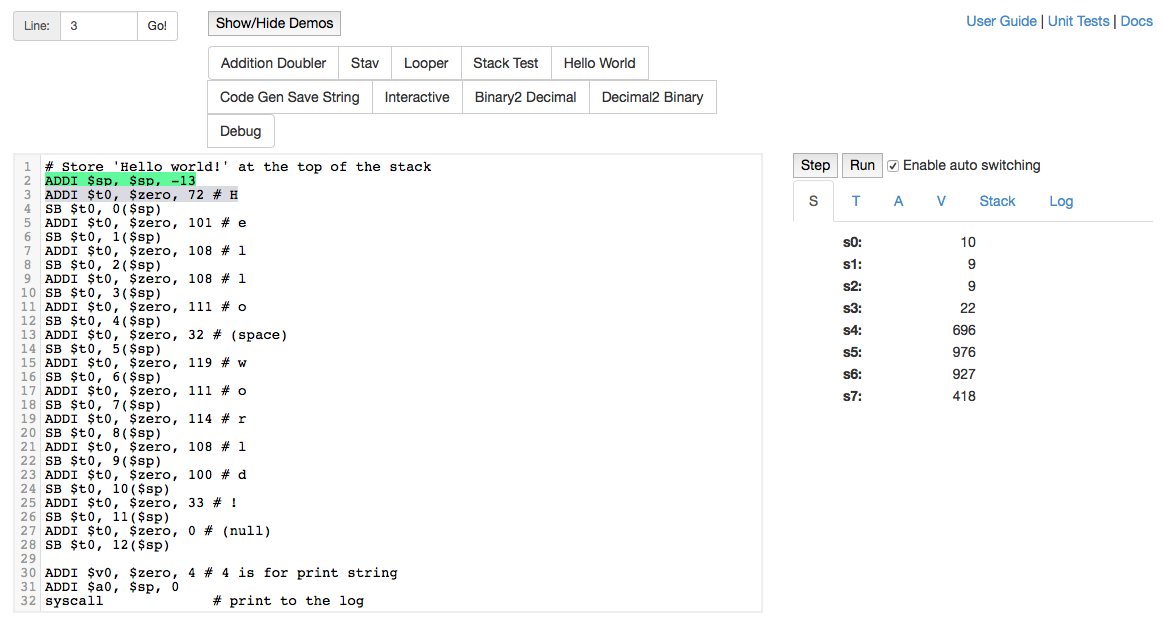 Line: 3 Go! Show/Hide Demos User Guide | Unit Tests | Docs
Addition Doubler Stav Looper Stack Test Hello World
Code Gen Save String Interactive Binary2 Decimal Decimal2 Binary
Debug
1 # Store 'Hello world!' at the top of the stack
2 ADDI $sp, $sp, -13
3 ADDI $t0, $zero, 72 # H
4 SB $t0, 0($sp)
5 ADDI $t0, $zero, 101 # e
6 SB $t0, 1($sp)
7 ADDI $t0, $zero, 108 # l
8 SB $t0, 2($sp)
9 ADDI $t0, $zero, 108 # l
10 SB $t0, 3($sp)
11 ADDI $t0, $zero, 111 # o
12 SB $t0, 4($sp)
13 ADDI $t0, $zero, 32 # (space)
14 SB $t0, 5($sp)
15 ADDI $t0, $zero, 119 # w
16 SB $t0, 6($sp)
17 ADDI $t0, $zero, 111 # o
18 SB $t0, 7($sp)
19 ADDI $t0, $zero, 114 # r
20 SB $t0, 8($sp)
21 ADDI $t0, $zero, 108 # l
22 SB $t0, 9($sp)
23 ADDI $t0, $zero, 100 # d
24 SB $t0, 10($sp)
25 ADDI $t0, $zero, 33 # !
26 SB $t0, 11($sp)
27 ADDI $t0, $zero, 0 # (null)
28 SB $t0, 12($sp)
29
30 ADDI $v0, $zero, 4 # 4 is for print string
31 ADDI $a0, $sp, 0
32 syscall # print to the log
Step Run Enable auto switching
S T A V Stack Log
s0: 10
s1: 9
s2: 9
s3: 22
s4: 696
s5: 976
s6: 927
s7: 418